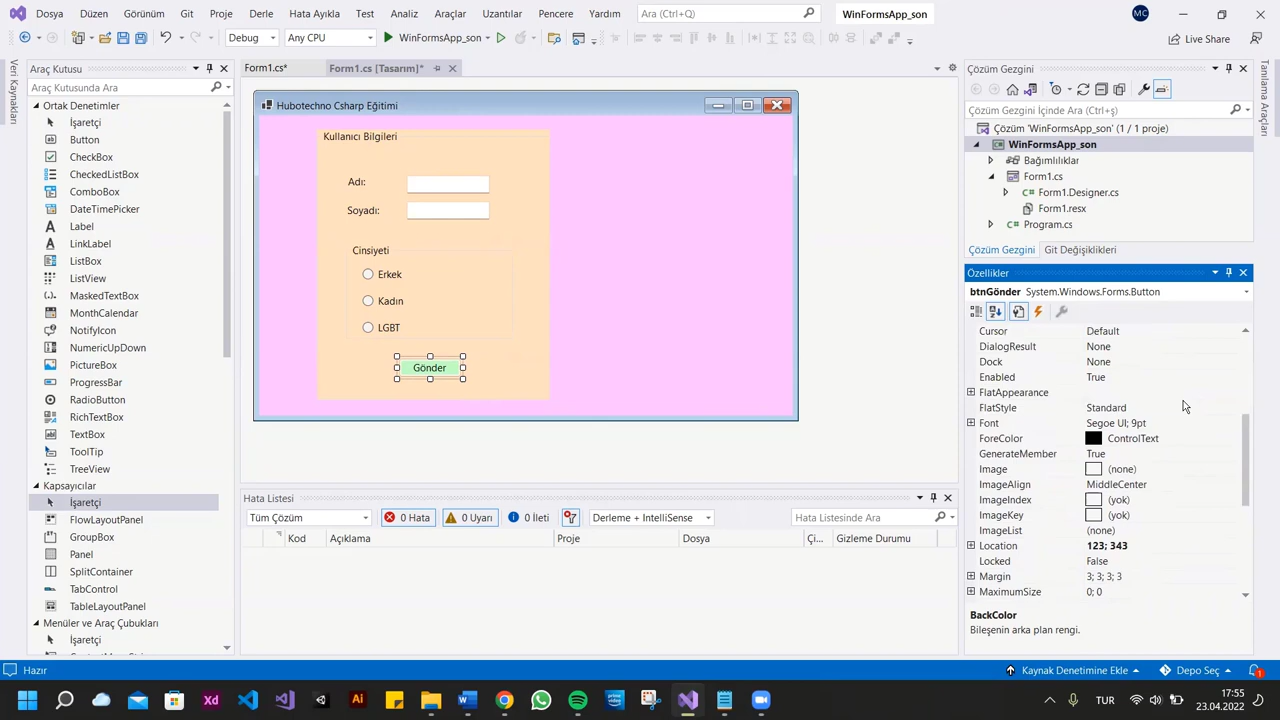 Dosya Düzen Görünüm Git Proje Derle Hata Ayıkla Test Analiz Araçlar Uzantılar Pencere Yardım Ara (Ctrl+Q) WinFormsApp_son MC
Debug Any CPU WinFormsApp_son Live Share
Veri Kaynakları
Araç Kutusu
Araç Kutusunda Ara
Ortak Denetimler
İşaretçi
Button
CheckBox
CheckedListBox
ComboBox
DateTimePicker
Label
LinkLabel
ListBox
ListView
MaskedTextBox
MonthCalendar
NotifyIcon
NumericUpDown
PictureBox
ProgressBar
RadioButton
RichTextBox
TextBox
ToolTip
TreeView
Kapsayıcılar
İşaretçi
FlowLayoutPanel
GroupBox
Panel
SplitContainer
TabControl
TableLayoutPanel
Menüler ve Araç Çubukları
İşaretçi
Form1.cs* Form1.cs [Tasarım]*
Hubotechno Csharp Eğitimi
Kullanıcı Bilgileri
Adı:
Soyadı:
Cinsiyeti
Erkek
Kadın
LGBT
Gönder
Hata Listesi
Tüm Çözüm 0 Hata 0 Uyarı 0 İleti Derleme + IntelliSense Hata Listesinde Ara
Kod Açıklama Proje Dosya Çi... Gizleme Durumu
Çözüm Gezgini
Çözüm Gezgini İçinde Ara (Ctrl+ş)
Çözüm 'WinFormsApp_son' (1 / 1 proje)
WinFormsApp_son
Bağımlılıklar
Form1.cs
Form1.Designer.cs
Form1.resx
Program.cs
Çözüm Gezgini Git Değişiklikleri
Özellikler
btnGönder System.Windows.Forms.Button
Cursor Default
DialogResult None
Dock None
Enabled True
FlatAppearance
FlatStyle Standard
Font Segoe UI; 9pt
ForeColor ControlText
GenerateMember True
Image (none)
ImageAlign MiddleCenter
ImageIndex (yok)
ImageKey (yok)
ImageList (none)
Location 123; 343
Locked False
Margin 3; 3; 3; 3
MaximumSize 0; 0
BackColor
Bileşenin arka plan rengi.
Tanılama Araçları
Hazır Kaynak Denetimine Ekle Depo Seç 1
Xd Ai TUR 17:55
23.04.2022